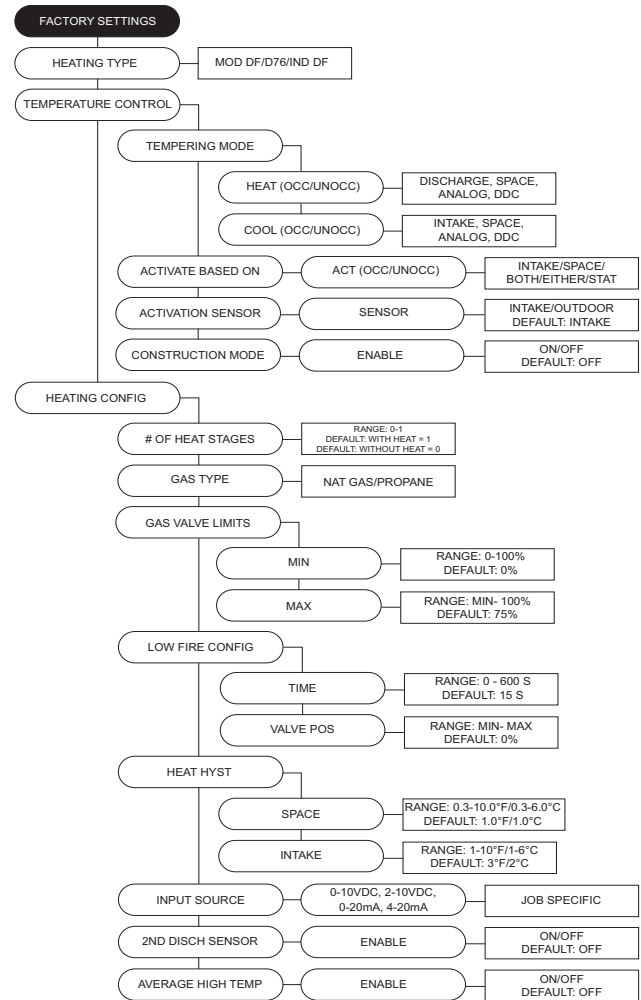 FACTORY SETTINGS
HEATING TYPE
MOD DF/D76/IND DF
TEMPERATURE CONTROL
TEMPERING MODE
HEAT (OCC/UNOCC)
DISCHARGE, SPACE,
ANALOG, DDC
COOL (OCC/UNOCC)
INTAKE, SPACE,
ANALOG, DDC
ACTIVATE BASED ON
ACT (OCC/UNOCC)
INTAKE/SPACE/
BOTH/EITHER/STAT
ACTIVATION SENSOR
SENSOR
INTAKE/OUTDOOR
DEFAULT: INTAKE
CONSTRUCTION MODE
ENABLE
ON/OFF
DEFAULT: OFF
HEATING CONFIG
# OF HEAT STAGES
RANGE: 0-1
DEFAULT: WITH HEAT = 1
DEFAULT: WITHOUT HEAT = 0
GAS TYPE
NAT GAS/PROPANE
GAS VALVE LIMITS
MIN
RANGE: 0-100%
DEFAULT: 0%
MAX
RANGE: MIN- 100%
DEFAULT: 75%
LOW FIRE CONFIG
TIME
RANGE: 0 - 600 S
DEFAULT: 15 S
VALVE POS
RANGE: MIN- MAX
DEFAULT: 0%
HEAT HYST
SPACE
RANGE: 0.3-10.0°F/0.3-6.0°C
DEFAULT: 1.0°F/1.0°C
INTAKE
RANGE: 1-10°F/1-6°C
DEFAULT: 3°F/2°C
INPUT SOURCE
0-10VDC, 2-10VDC,
0-20mA, 4-20mA
JOB SPECIFIC
2ND DISCH SENSOR
ENABLE
ON/OFF
DEFAULT: OFF
AVERAGE HIGH TEMP
ENABLE
ON/OFF
DEFAULT: OFF